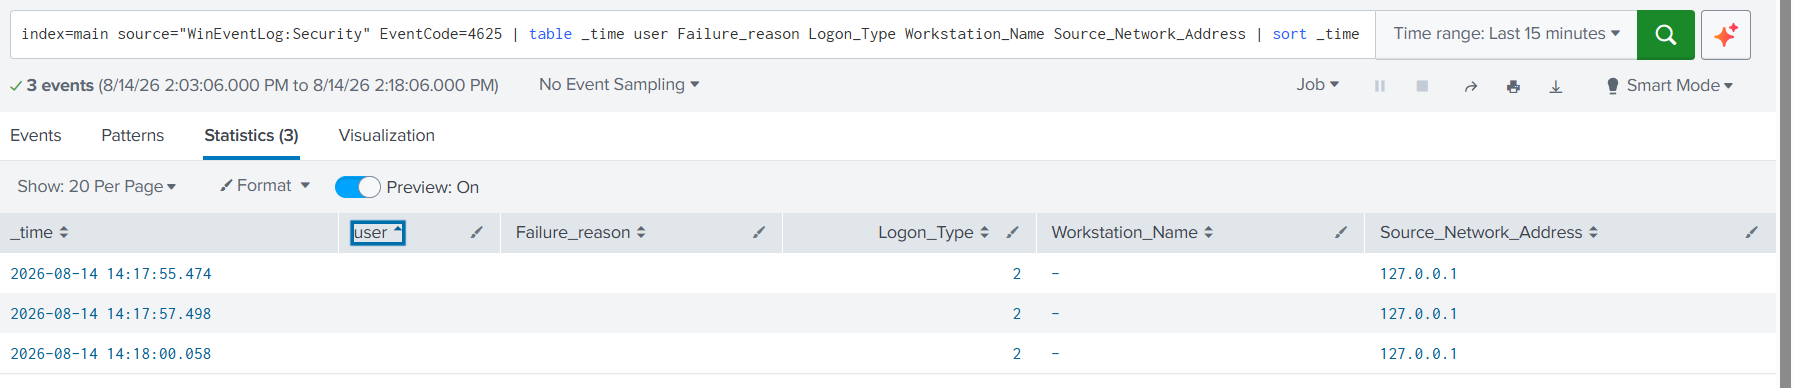 index=main source="WinEventLog:Security" EventCode=4625 | table _time user Failure_reason Logon_Type Workstation_Name Source_Network_Address | sort _time Time range: Last 15 minutes
3 events (8/14/26 2:03:06.000 PM to 8/14/26 2:18:06.000 PM) No Event Sampling Job Smart Mode
Events Patterns Statistics (3) Visualization
Show: 20 Per Page Format Preview: On
_time user Failure_reason Logon_Type Workstation_Name Source_Network_Address
2026-08-14 14:17:55.474 2 - 127.0.0.1
2026-08-14 14:17:57.498 2 - 127.0.0.1
2026-08-14 14:18:00.058 2 - 127.0.0.1